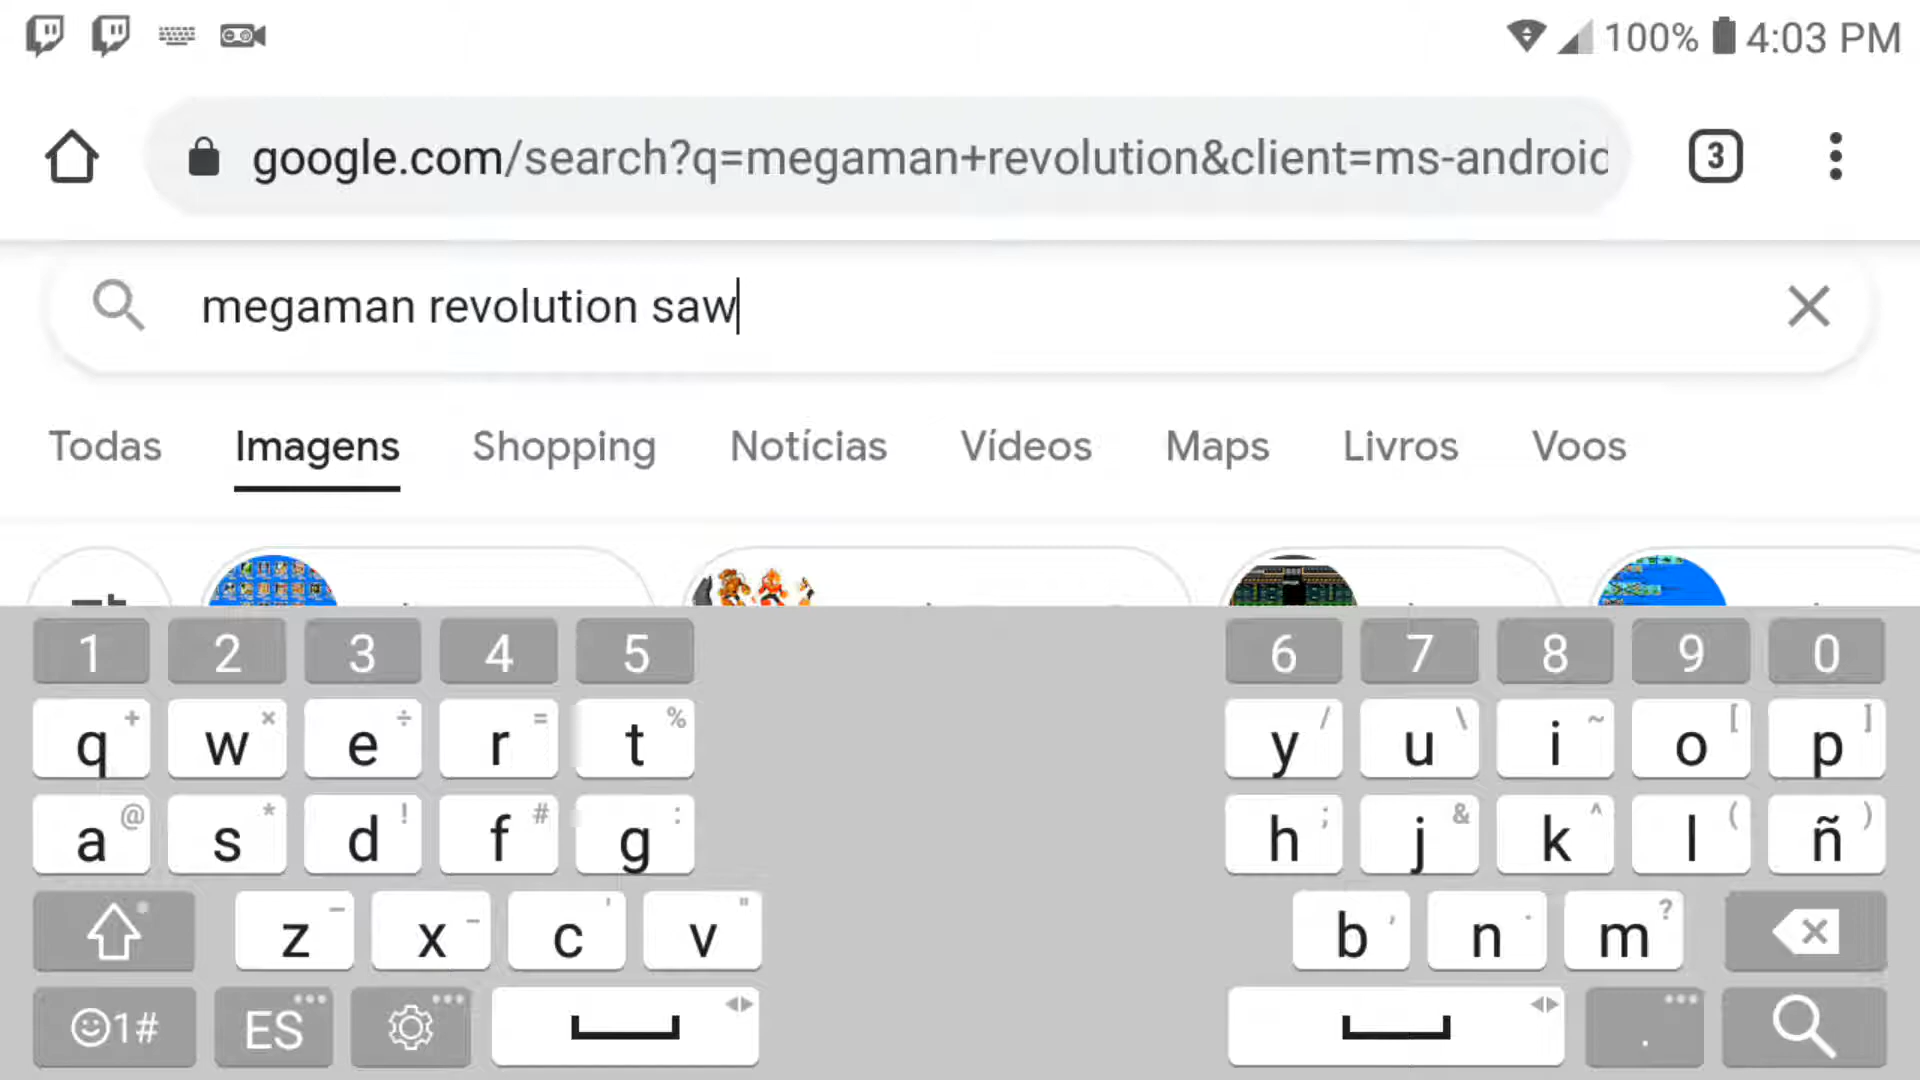 100% 4:03 PM
google.com/search?q=megaman+revolution&client=ms-android
3
megaman revolution saw
Todas Imagens Shopping Notícias Vídeos Maps Livros Voos
1 2 3 4 5 6 7 8 9 0
q + w × e ÷ r = t % y / u \ i ~ o [ p ]
a @ s * d ! f # g : h ; j & k ^ l ( ñ )
z – x - c ' v " b , n . m ?
1# ES .